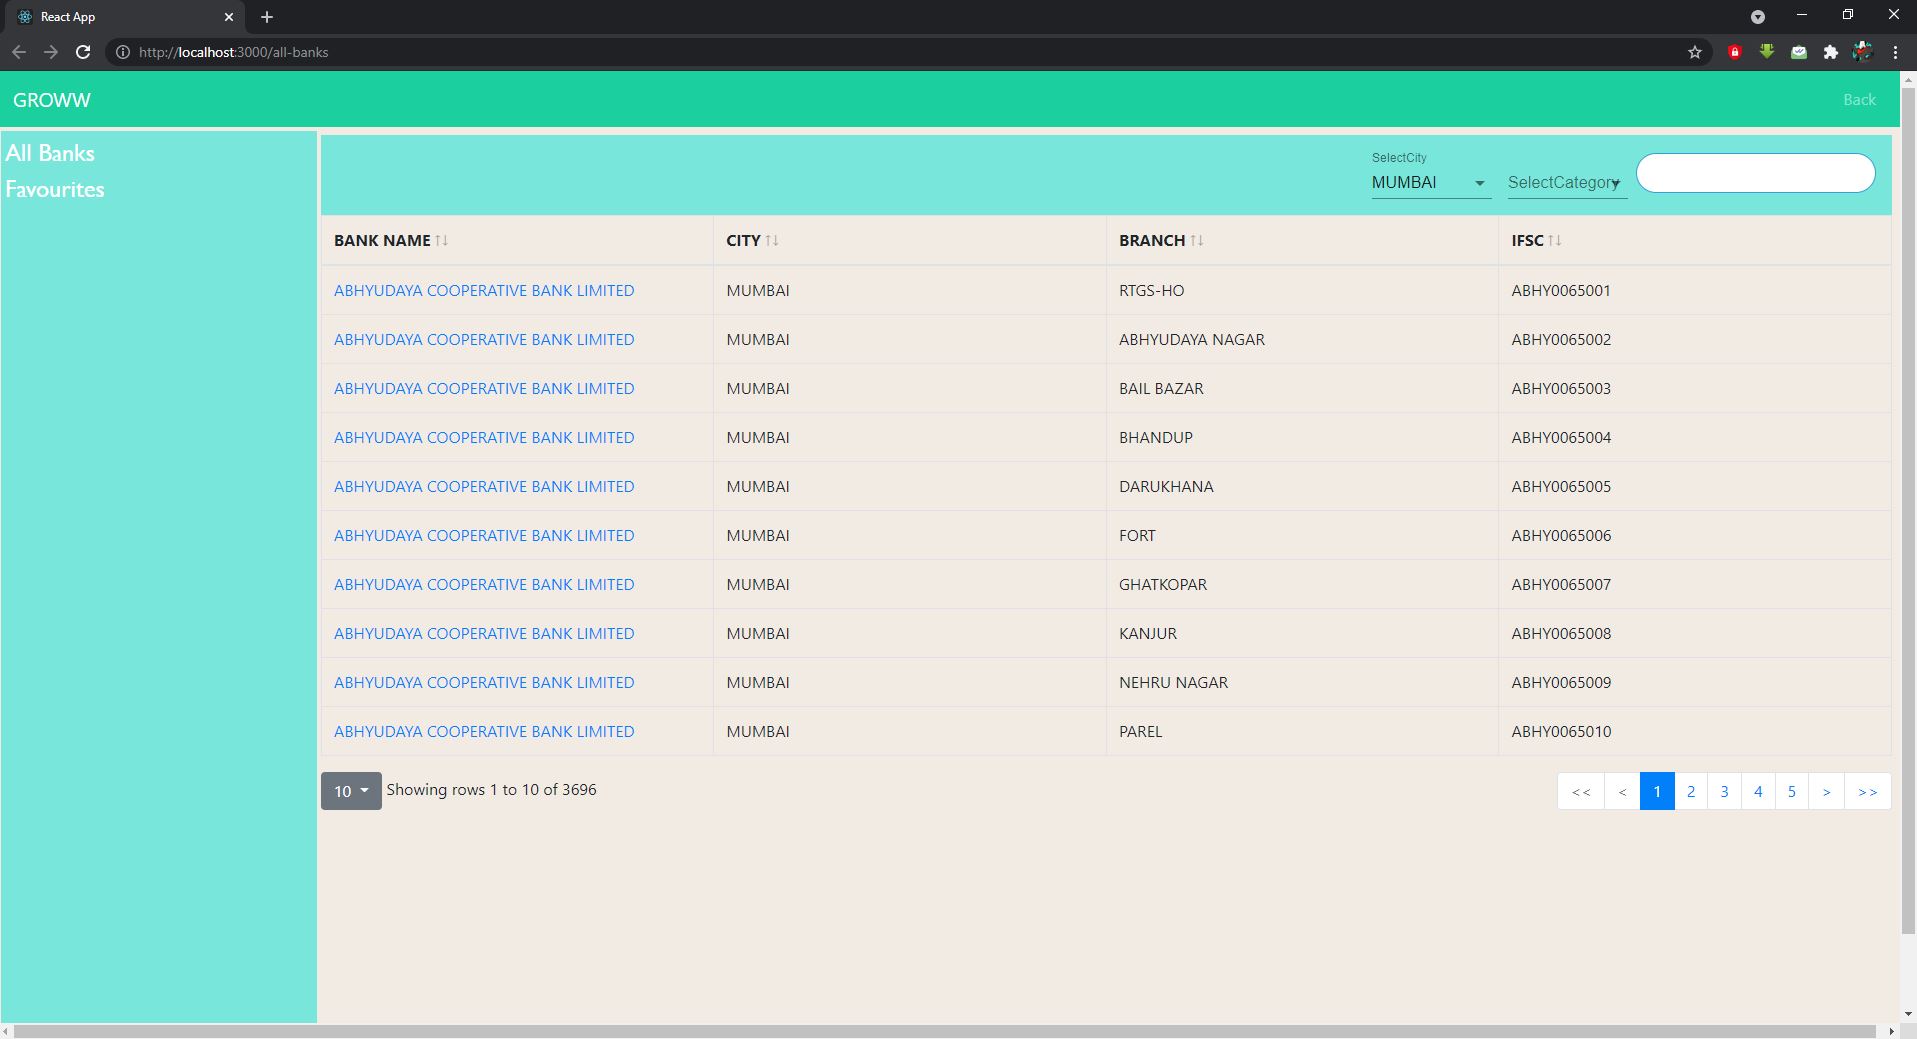 React App
http://localhost:3000/all-banks
GROWW
Back
All Banks
Favourites
SelectCity
MUMBAI
SelectCategory
BANK NAME CITY BRANCH IFSC
ABHYUDAYA COOPERATIVE BANK LIMITED MUMBAI RTGS-HO ABHY0065001
ABHYUDAYA COOPERATIVE BANK LIMITED MUMBAI ABHYUDAYA NAGAR ABHY0065002
ABHYUDAYA COOPERATIVE BANK LIMITED MUMBAI BAIL BAZAR ABHY0065003
ABHYUDAYA COOPERATIVE BANK LIMITED MUMBAI BHANDUP ABHY0065004
ABHYUDAYA COOPERATIVE BANK LIMITED MUMBAI DARUKHANA ABHY0065005
ABHYUDAYA COOPERATIVE BANK LIMITED MUMBAI FORT ABHY0065006
ABHYUDAYA COOPERATIVE BANK LIMITED MUMBAI GHATKOPAR ABHY0065007
ABHYUDAYA COOPERATIVE BANK LIMITED MUMBAI KANJUR ABHY0065008
ABHYUDAYA COOPERATIVE BANK LIMITED MUMBAI NEHRU NAGAR ABHY0065009
ABHYUDAYA COOPERATIVE BANK LIMITED MUMBAI PAREL ABHY0065010
10 Showing rows 1 to 10 of 3696 << < 1 2 3 4 5 > >>